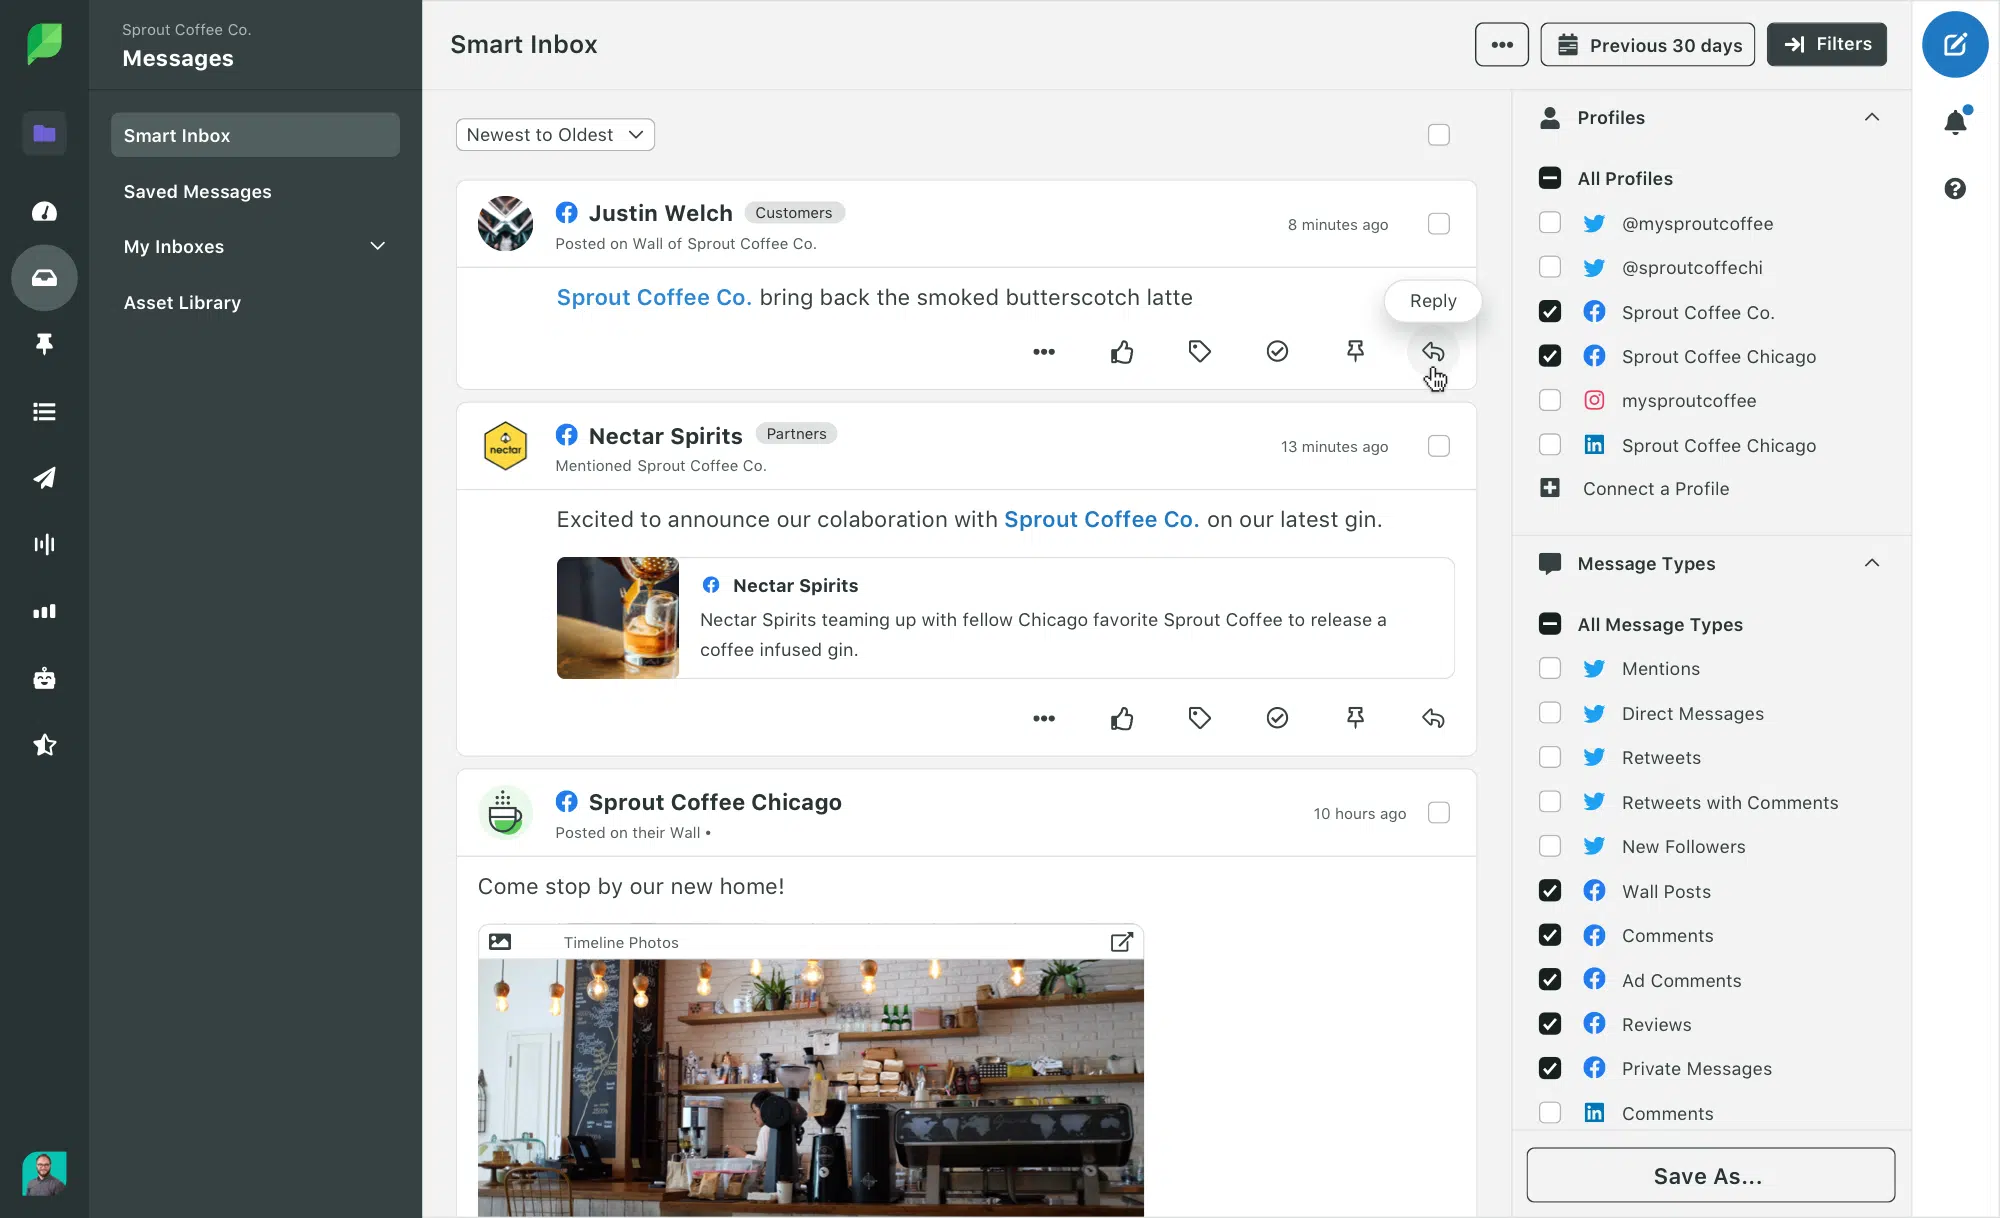 Sprout Coffee Co.
Messages
Smart Inbox
Saved Messages
My Inboxes
Asset Library
Smart Inbox
Previous 30 days
Filters
Newest to Oldest
Justin Welch
Customers
Posted on Wall of Sprout Coffee Co.
8 minutes ago
Sprout Coffee Co. bring back the smoked butterscotch latte
Reply
nectar
Nectar Spirits
Partners
Mentioned Sprout Coffee Co.
13 minutes ago
Excited to announce our colaboration with Sprout Coffee Co. on our latest gin.
Nectar Spirits
Nectar Spirits teaming up with fellow Chicago favorite Sprout Coffee to release a
coffee infused gin.
Sprout Coffee Chicago
Posted on their Wall •
10 hours ago
Come stop by our new home!
Timeline Photos
Profiles
All Profiles
@mysproutcoffee
@sproutcoffechi
Sprout Coffee Co.
Sprout Coffee Chicago
mysproutcoffee
Sprout Coffee Chicago
Connect a Profile
Message Types
All Message Types
Mentions
Direct Messages
Retweets
Retweets with Comments
New Followers
Wall Posts
Comments
Ad Comments
Reviews
Private Messages
Comments
Save As...